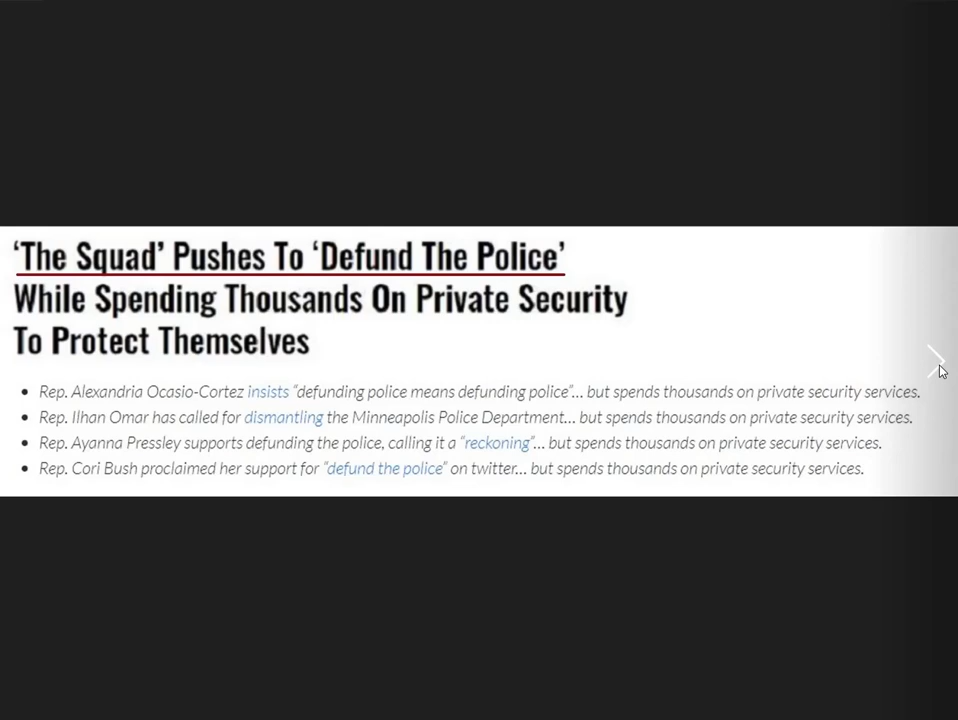 ‘The Squad’ Pushes To ‘Defund The Police’
While Spending Thousands On Private Security
To Protect Themselves
• Rep. Alexandria Ocasio-Cortez insists “defunding police means defunding police”... but spends thousands on private security services.
• Rep. Ilhan Omar has called for dismantling the Minneapolis Police Department... but spends thousands on private security services.
• Rep. Ayanna Pressley supports defunding the police, calling it a “reckoning”... but spends thousands on private security services.
• Rep. Cori Bush proclaimed her support for “defund the police” on twitter... but spends thousands on private security services.